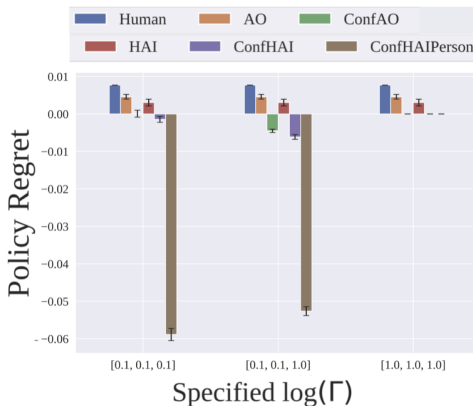 Human AO ConfAO
HAI ConfHAI ConfHAIPerson
0.01
0.00
−0.01
−0.02
−0.03
−0.04
−0.05
−0.06
Policy Regret
[0.1, 0.1, 0.1] [0.1, 0.1, 1.0] [1.0, 1.0, 1.0]
Specified log(Γ)